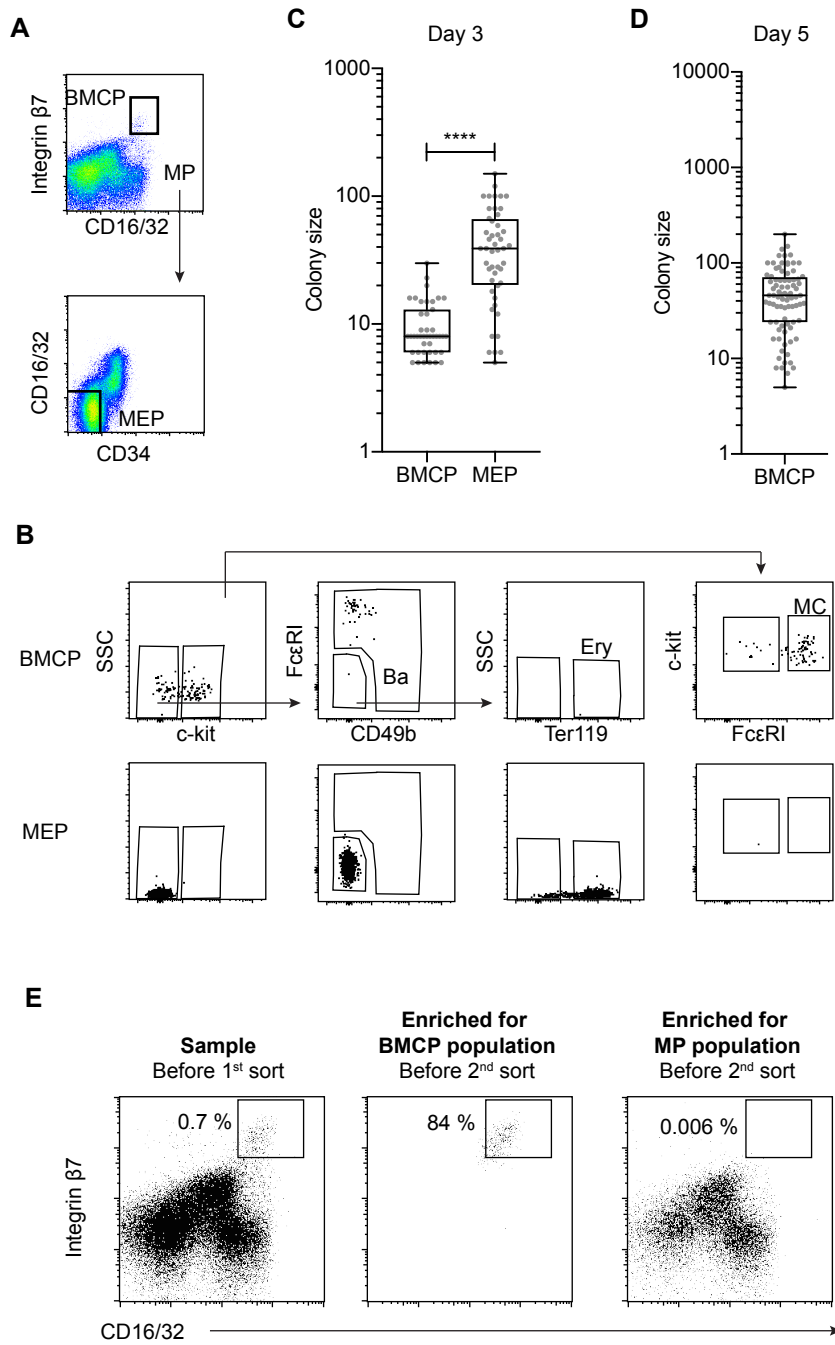 A
BMCP
Integrin β7
MP
CD16/32
CD16/32
MEP
CD34
C
Day 3
1000
100
10
1
****
Colony size
BMCP MEP
D
Day 5
10000
1000
100
10
1
Colony size
BMCP
B
BMCP
SSC
c-kit
FcεRI
Ba
CD49b
SSC
Ery
Ter119
c-kit
MC
FcεRI
MEP
E
Sample
Before 1st sort
0.7 %
Enriched for
BMCP population
Before 2nd sort
84 %
Enriched for
MP population
Before 2nd sort
0.006 %
Integrin β7
CD16/32